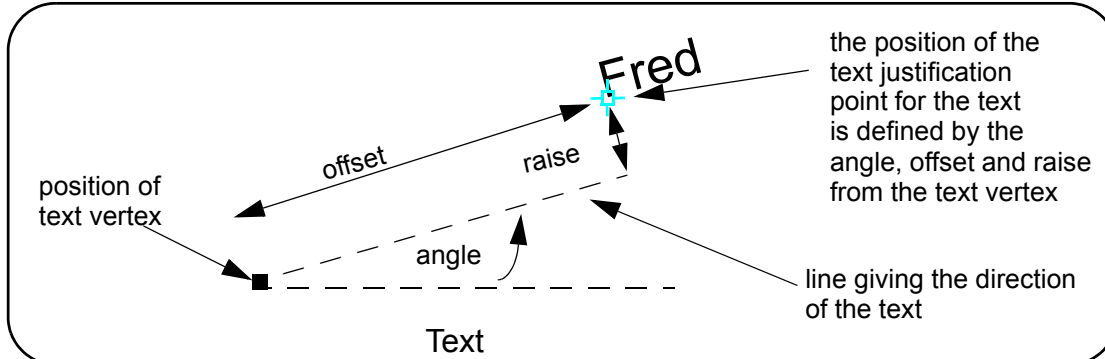 Fred
the position of the
text justification
point for the text
is defined by the
angle, offset and raise
from the text vertex
offset
raise
position of
text vertex
angle
line giving the direction
of the text
Text